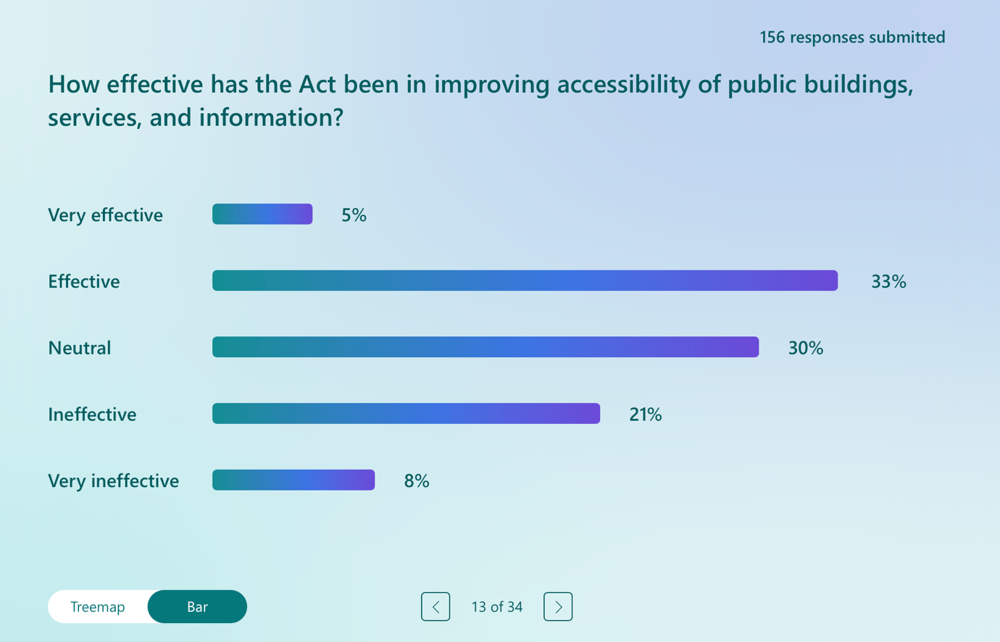 156 responses submitted
How effective has the Act been in improving accessibility of public buildings,
services, and information?
Very effective 5%
Effective 33%
Neutral 30%
Ineffective 21%
Very ineffective 8%
Treemap Bar 13 of 34